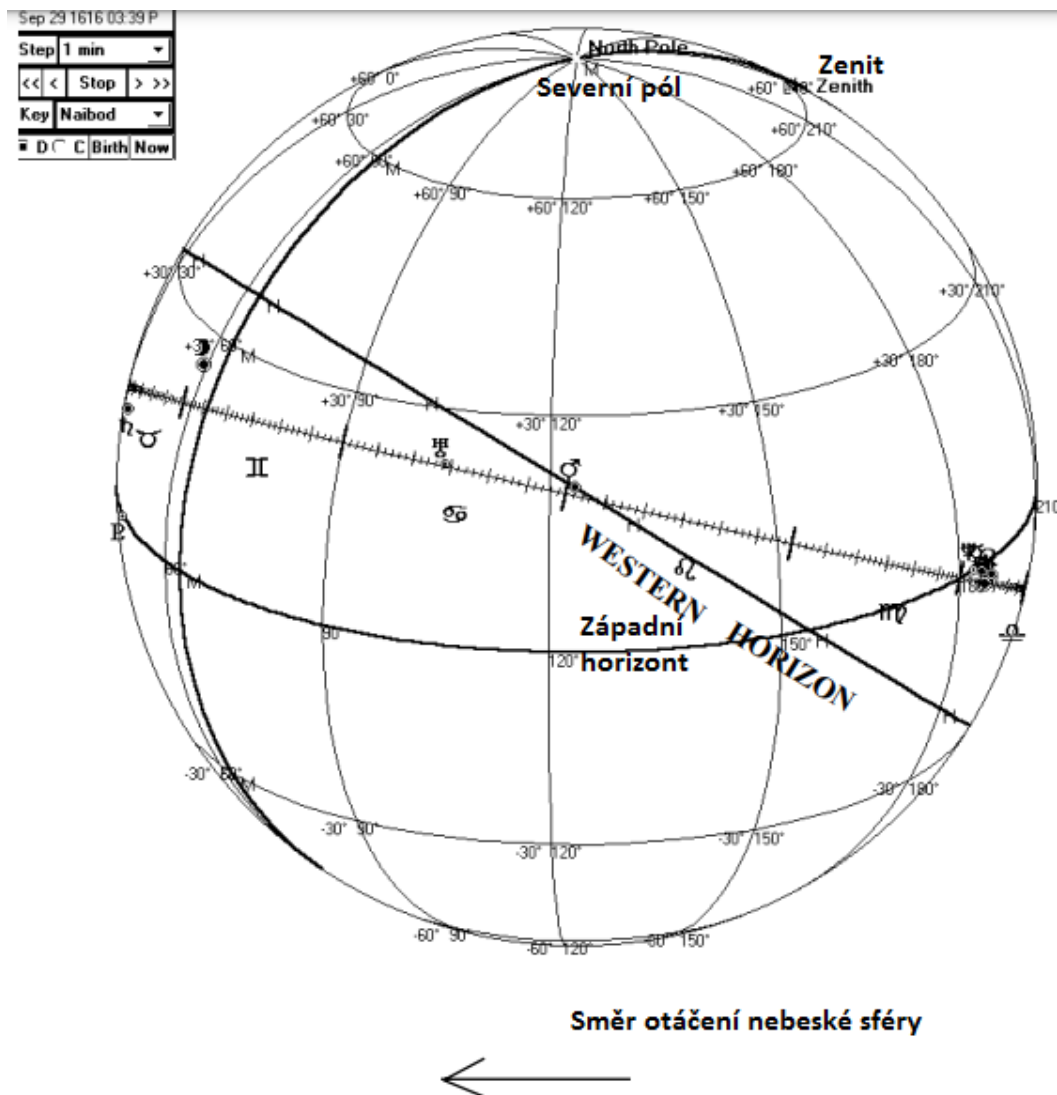 Sep 29 1616 03:39 P
Step 1 min
<< < Stop > >>
Key Naibod
D C Birth Now
North Pole
M
Severní pól
Zenit
Zenith
+60° 0°
+60° 30°
+60°
M
+60° 90°
+60° 120°
+60° 150°
+60° 180°
+60° 210°
+60°
H
+30° 30°
H
+30° 60°
M
+30° 90°
H
+30° 120°
+30° 150°
+30° 180°
+30° 210°
♄ ♉
♊
♅
♋
♂
H
♌
WESTERN HORIZON
Západní
horizont
♇
M
90°
120°
150°
H
♍
210°
♎
H
-30°
M
-30° 90°
-30° 120°
-30° 150°
-30° 180°
-60° 90°
-60° 120°
Směr otáčení nebeské sféry